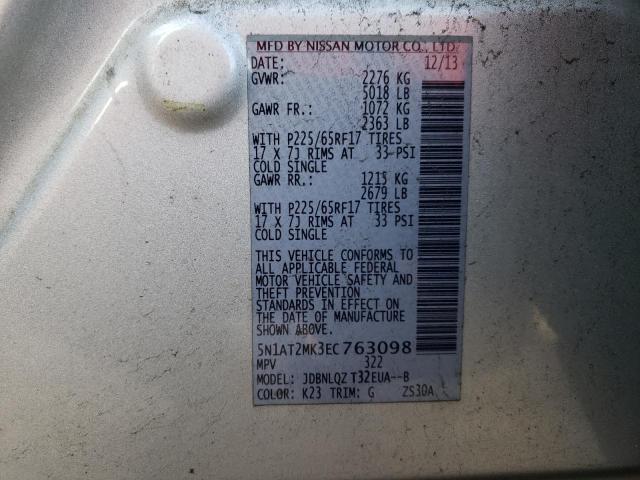 MFD BY NISSAN MOTOR CO., LTD.
DATE: 12/13
GVWR: 2276 KG
5018 LB
GAWR FR.: 1072 KG
2363 LB
WITH P225/65RF17 TIRES
17 X 7J RIMS AT 33 PSI
COLD SINGLE
GAWR RR.: 1215 KG
2679 LB
WITH P225/65RF17 TIRES
17 X 7J RIMS AT 33 PSI
COLD SINGLE
THIS VEHICLE CONFORMS TO
ALL APPLICABLE FEDERAL
MOTOR VEHICLE SAFETY AND
THEFT PREVENTION
STANDARDS IN EFFECT ON
THE DATE OF MANUFACTURE
SHOWN ABOVE.
5N1AT2MK3EC763098
MPV 322
MODEL: JDBNLQZ T32EUA--B
COLOR: K23 TRIM: G ZS30A